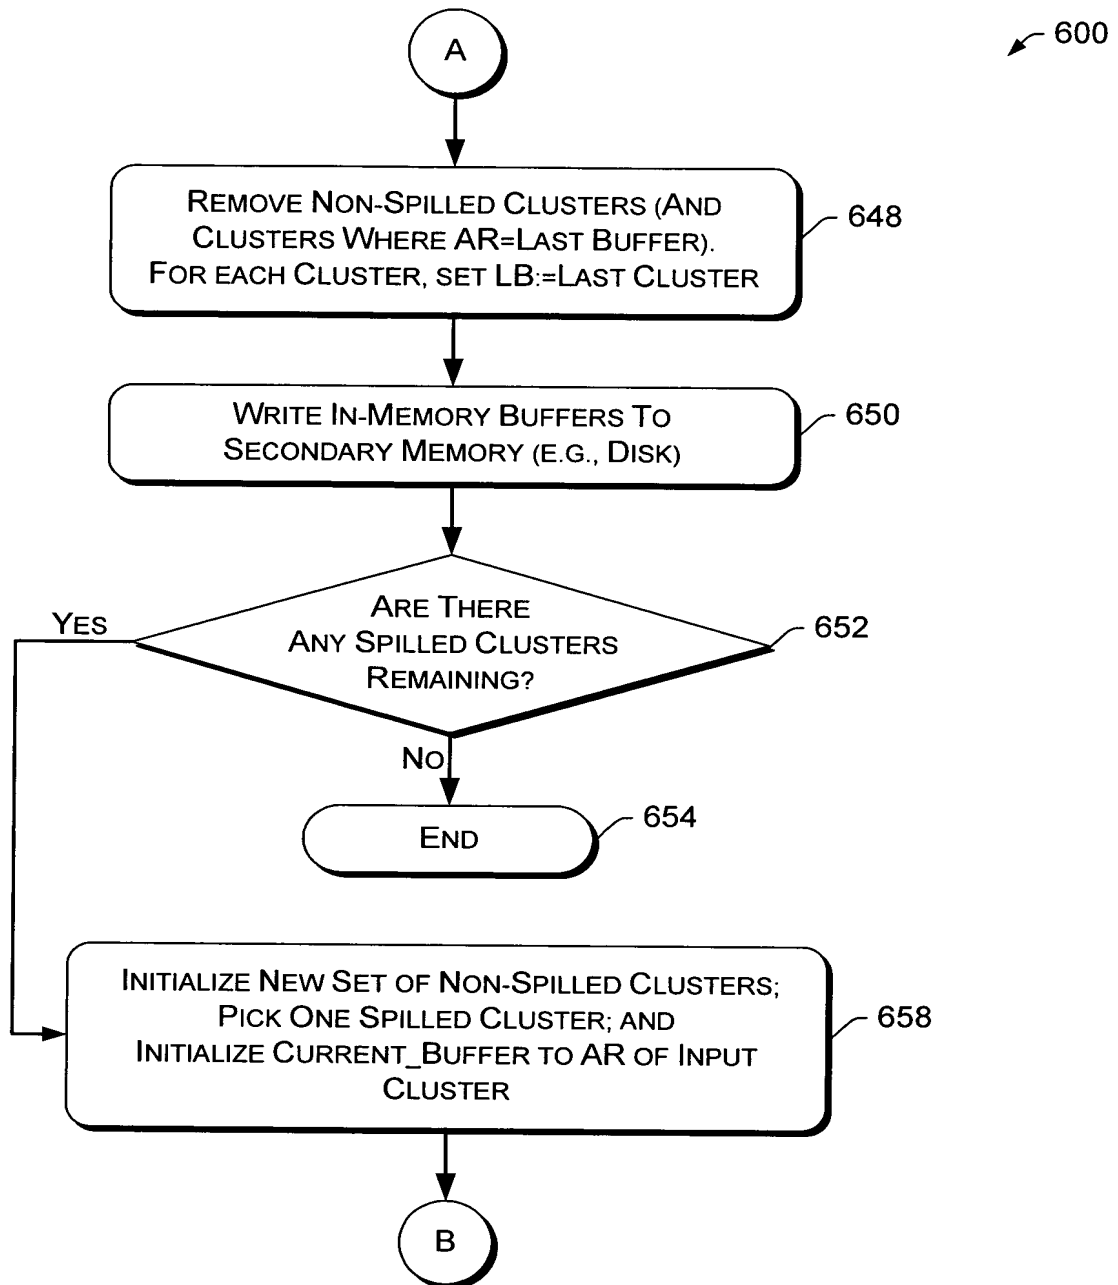 A
600
REMOVE NON-SPILLED CLUSTERS (AND
CLUSTERS WHERE AR=LAST BUFFER).
FOR EACH CLUSTER, SET LB:=LAST CLUSTER
648
WRITE IN-MEMORY BUFFERS TO
SECONDARY MEMORY (E.G., DISK)
650
ARE THERE
ANY SPILLED CLUSTERS
REMAINING?
652
YES
NO
END
654
INITIALIZE NEW SET OF NON-SPILLED CLUSTERS;
PICK ONE SPILLED CLUSTER; AND
INITIALIZE CURRENT_BUFFER TO AR OF INPUT
CLUSTER
658
B